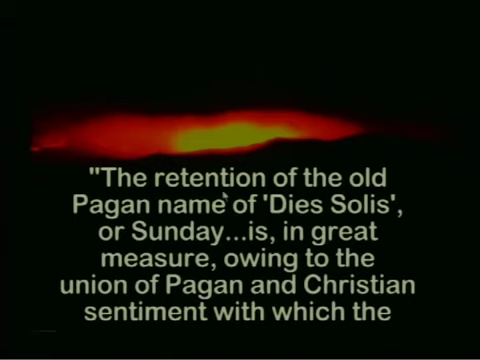 "The retention of the old
Pagan name of 'Dies Solis',
or Sunday...is, in great
measure, owing to the
union of Pagan and Christian
sentiment with which the